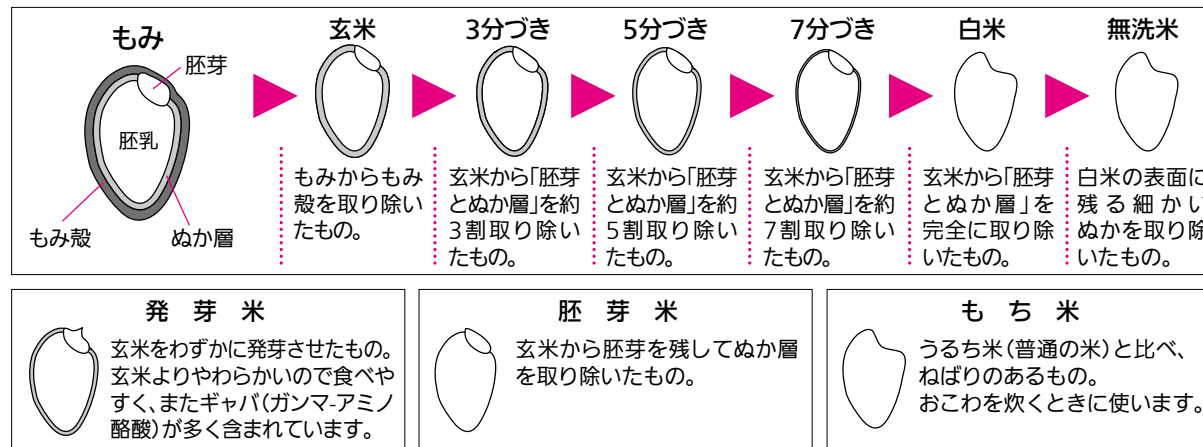 もみ
胚芽
胚乳
もみ殻
ぬか層
玄米
もみからもみ
殻を取り除い
たもの。
3分づき
玄米から「胚芽
とぬか層」を約
3割取り除い
たもの。
5分づき
玄米から「胚芽
とぬか層」を約
5割取り除い
たもの。
7分づき
玄米から「胚芽
とぬか層」を約
7割取り除い
たもの。
白米
玄米から「胚芽
とぬか層」を
完全に取り除
いたもの。
無洗米
白米の表面に
残る細かい
ぬかを取り除
いたもの。
発芽米
玄米をわずかに発芽させたもの。
玄米よりやわらかいので食べや
すく、またギャバ(ガンマ-アミノ
酪酸)が多く含まれています。
胚芽米
玄米から胚芽を残してぬか層
を取り除いたもの。
もち米
うるち米(普通の米)と比べ、
ねばりのあるもの。
おこわを炊くときに使います。